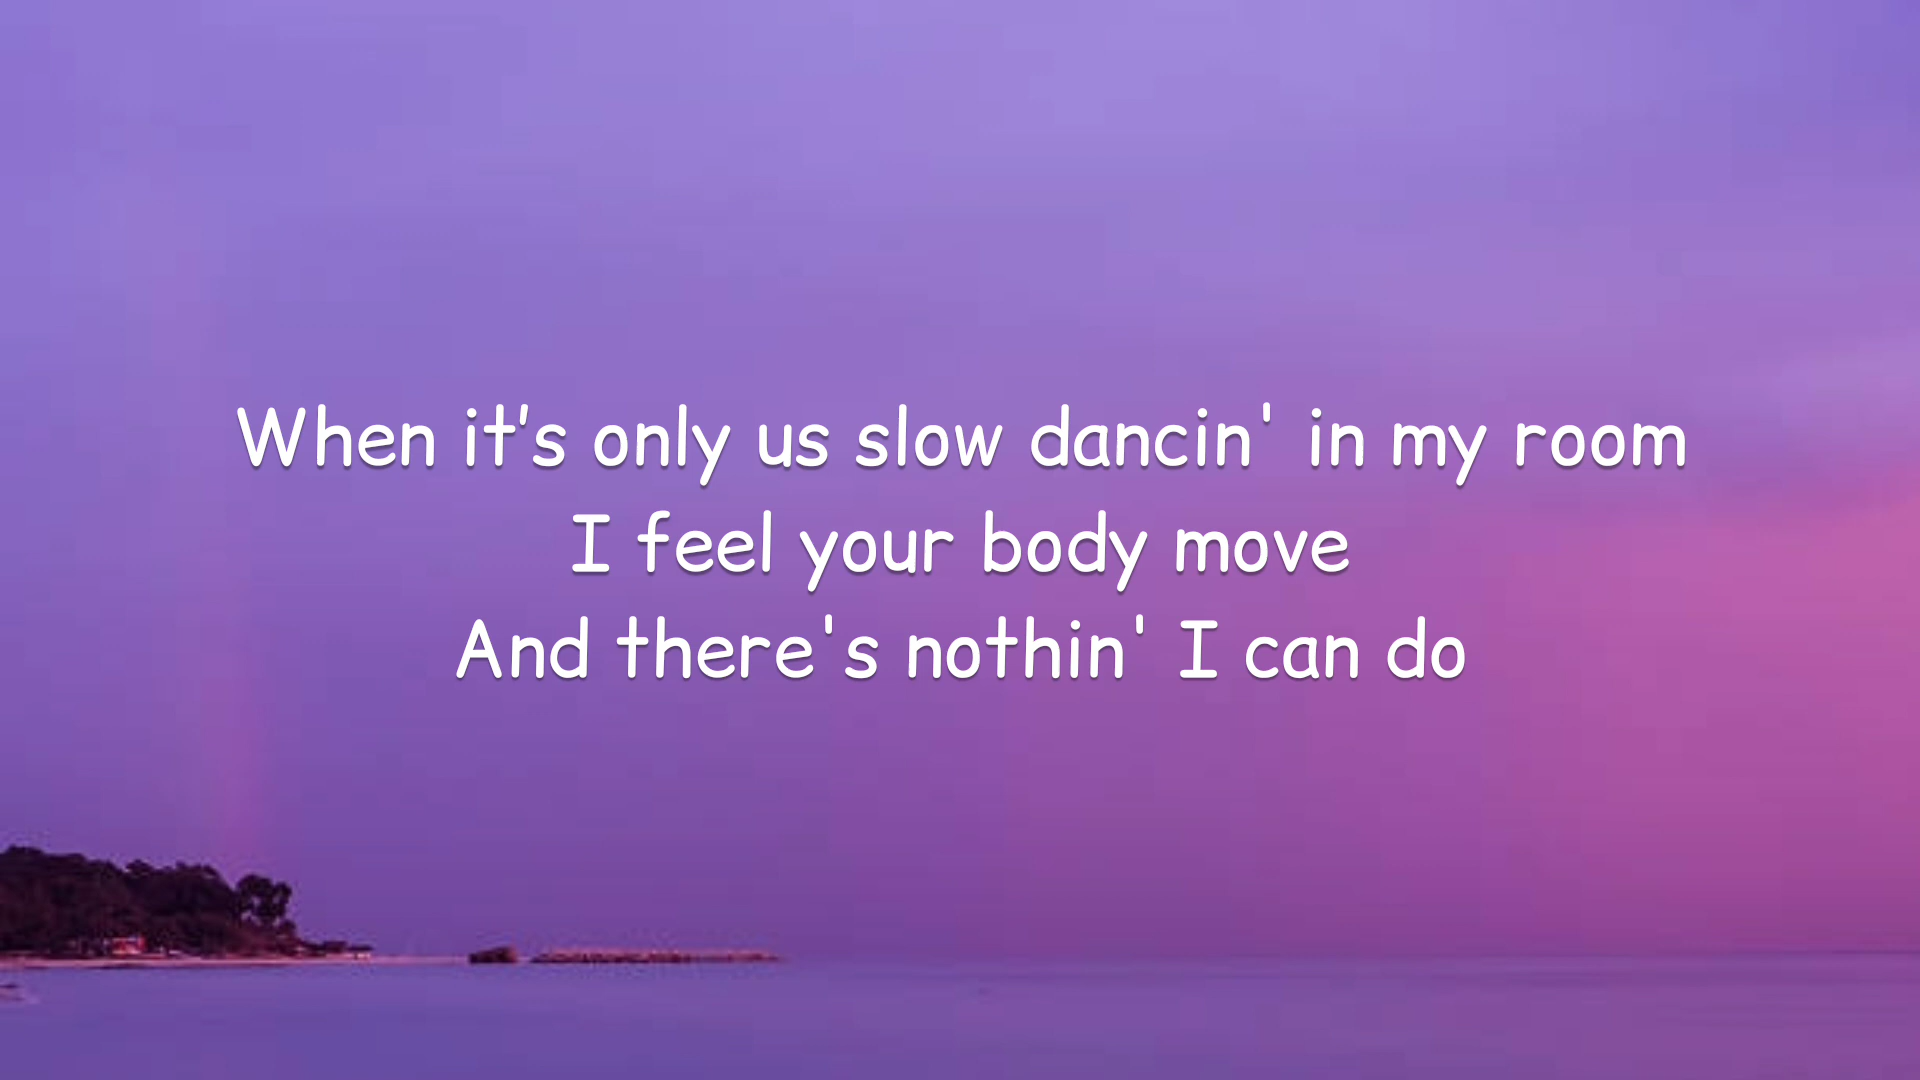 When it’s only us slow dancin' in my room
I feel your body move
And there's nothin' I can do